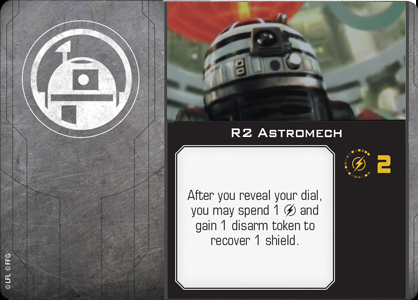 R2 Astromech
2
After you reveal your dial,
you may spend 1 and
gain 1 disarm token to
recover 1 shield.
© LFL © FFG